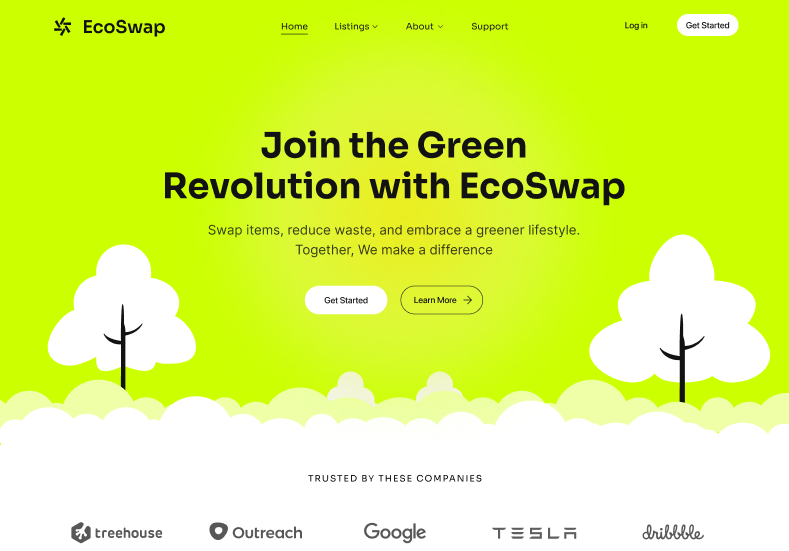 EcoSwap
Home
Listings
About
Support
Log in
Get Started
Join the Green
Revolution with EcoSwap
Swap items, reduce waste, and embrace a greener lifestyle.
Together, We make a difference
Get Started
Learn More
TRUSTED BY THESE COMPANIES
treehouse
Outreach
Google
TESLA
dribbble